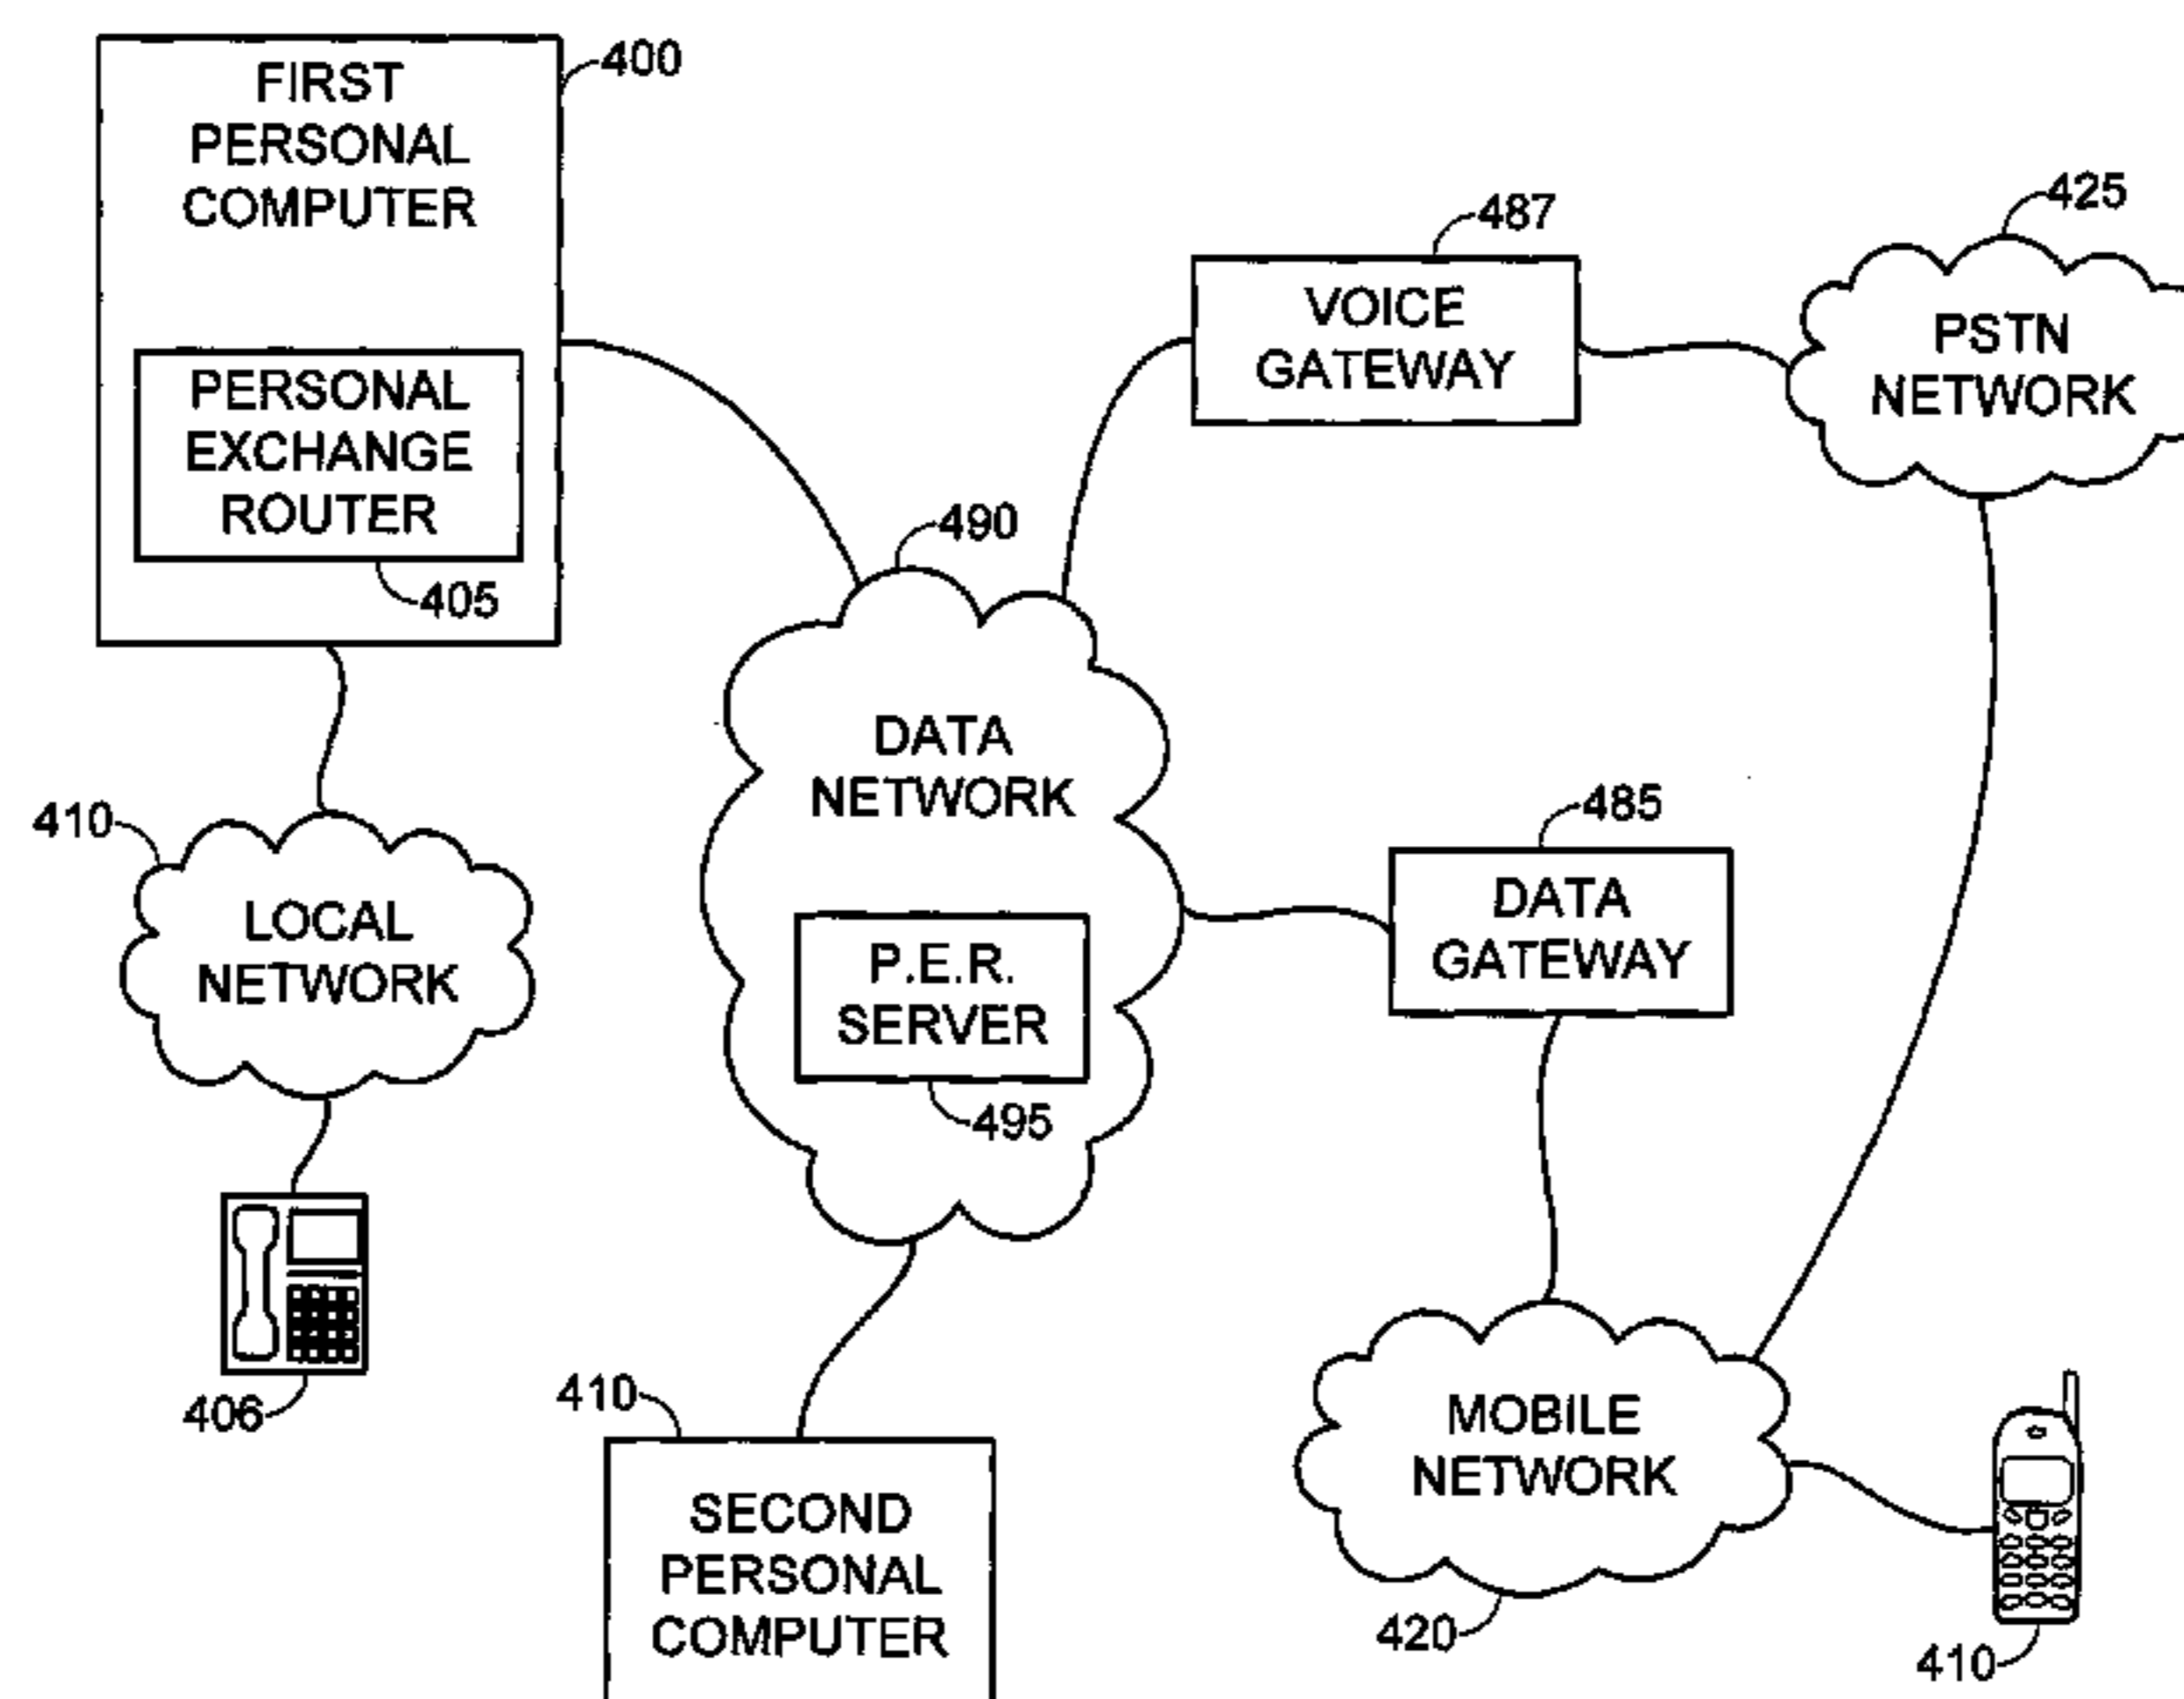 FIRST
PERSONAL
COMPUTER
400
PERSONAL
EXCHANGE
ROUTER
405
487
VOICE
GATEWAY
425
PSTN
NETWORK
490
DATA
NETWORK
P.E.R.
SERVER
495
485
DATA
GATEWAY
410
LOCAL
NETWORK
406
410
SECOND
PERSONAL
COMPUTER
MOBILE
NETWORK
420
410